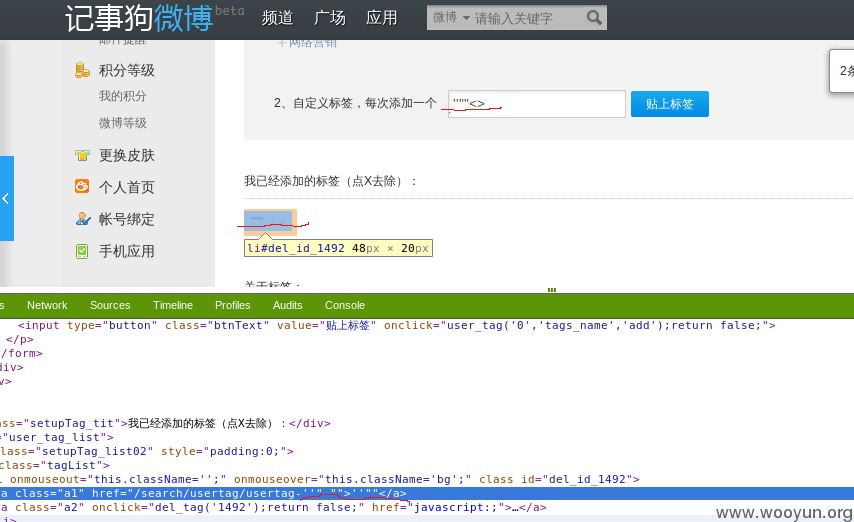 记事狗微博beta 频道 广场 应用 微博 请输入关键字
邮件提醒
+网络营销
积分等级
我的积分
微博等级
2条
2、自定义标签，每次添加一个 '"""<> 贴上标签
更换皮肤
我已经添加的标签（点X去除）：
个人首页
帐号绑定
li#del_id_1492 48px × 20px
手机应用
关于标签：
s Network Sources Timeline Profiles Audits Console
<input type="button" class="btnText" value="贴上标签" onclick="user_tag('0','tags_name','add');return false;">
</p>
/form>
div>
v>
ass="setupTag_tit">我已经添加的标签（点X去除）：</div>
="user_tag_list">
lass="setupTag_list02" style="padding:0;">
class="tagList">
i onmouseout="this.className='';" onmouseover="this.className='bg';" class id="del_id_1492">
a class="a1" href="/search/usertag/usertag-''" "">'"""</a>
a class="a2" onclick="del_tag('1492');return false;" href="javascript:;">…</a>
i>
www.wooyun.org